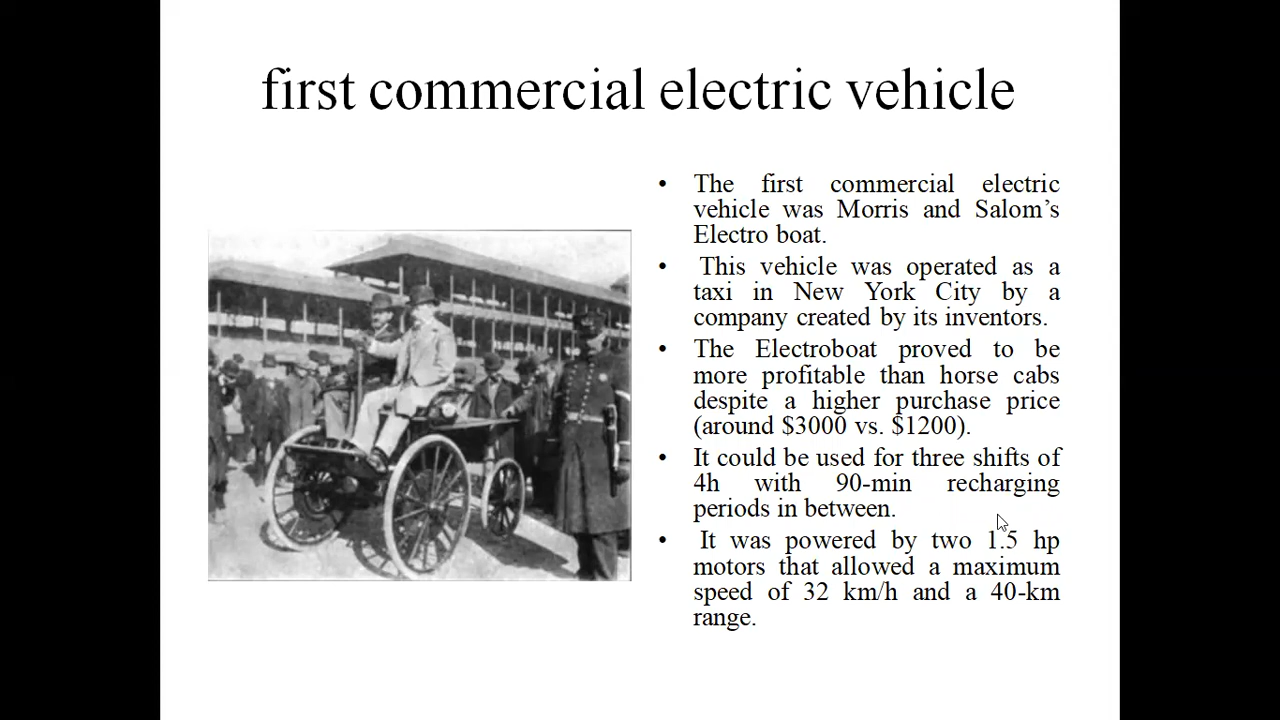 first commercial electric vehicle
• The first commercial electric
vehicle was Morris and Salom’s
Electro boat.
• This vehicle was operated as a
taxi in New York City by a
company created by its inventors.
• The Electroboat proved to be
more profitable than horse cabs
despite a higher purchase price
(around $3000 vs. $1200).
• It could be used for three shifts of
4h with 90-min recharging
periods in between.
• It was powered by two 1.5 hp
motors that allowed a maximum
speed of 32 km/h and a 40-km
range.